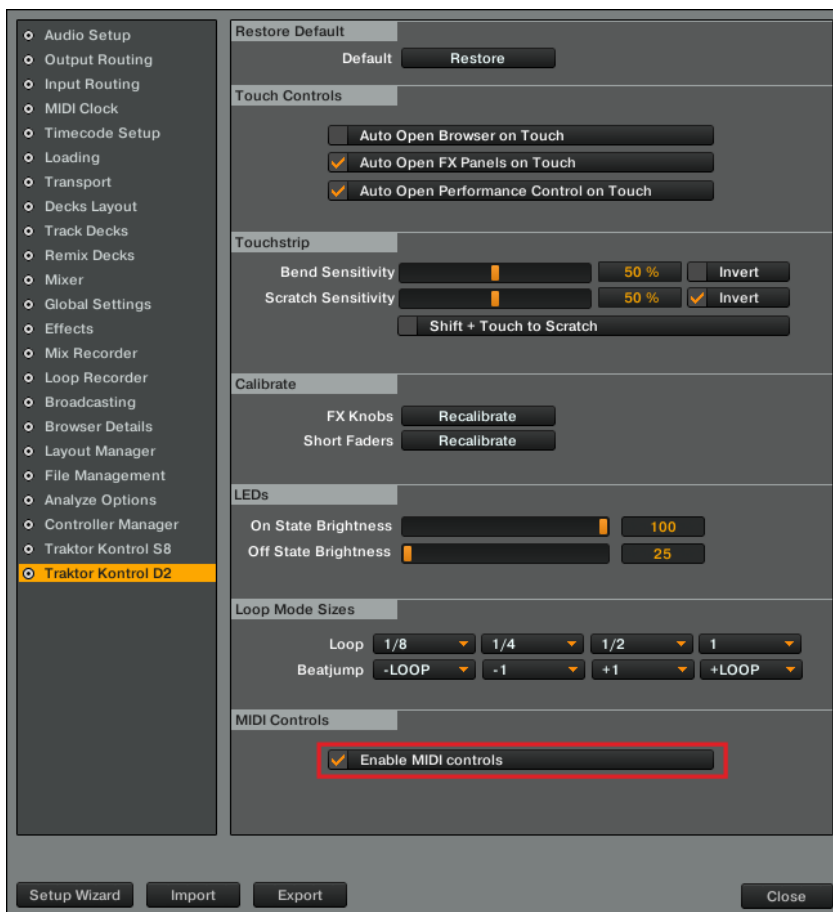 Audio Setup
Output Routing
Input Routing
MIDI Clock
Timecode Setup
Loading
Transport
Decks Layout
Track Decks
Remix Decks
Mixer
Global Settings
Effects
Mix Recorder
Loop Recorder
Broadcasting
Browser Details
Layout Manager
File Management
Analyze Options
Controller Manager
Traktor Kontrol S8
Traktor Kontrol D2
Restore Default
Default Restore
Touch Controls
Auto Open Browser on Touch
Auto Open FX Panels on Touch
Auto Open Performance Control on Touch
Touchstrip
Bend Sensitivity 50 % Invert
Scratch Sensitivity 50 % Invert
Shift + Touch to Scratch
Calibrate
FX Knobs Recalibrate
Short Faders Recalibrate
LEDs
On State Brightness 100
Off State Brightness 25
Loop Mode Sizes
Loop 1/8 1/4 1/2 1
Beatjump -LOOP -1 +1 +LOOP
MIDI Controls
Enable MIDI controls
Setup Wizard Import Export Close